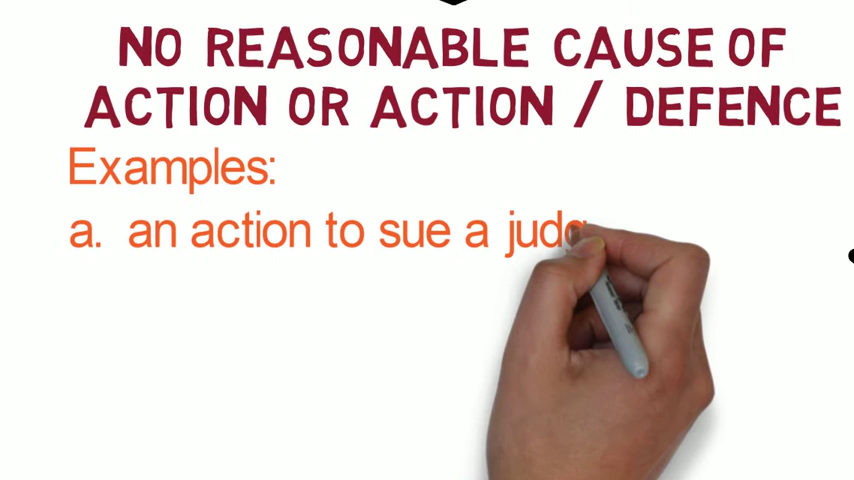 NO REASONABLE CAUSE OF
ACTION OR ACTION / DEFENCE
Examples:
a. an action to sue a judg